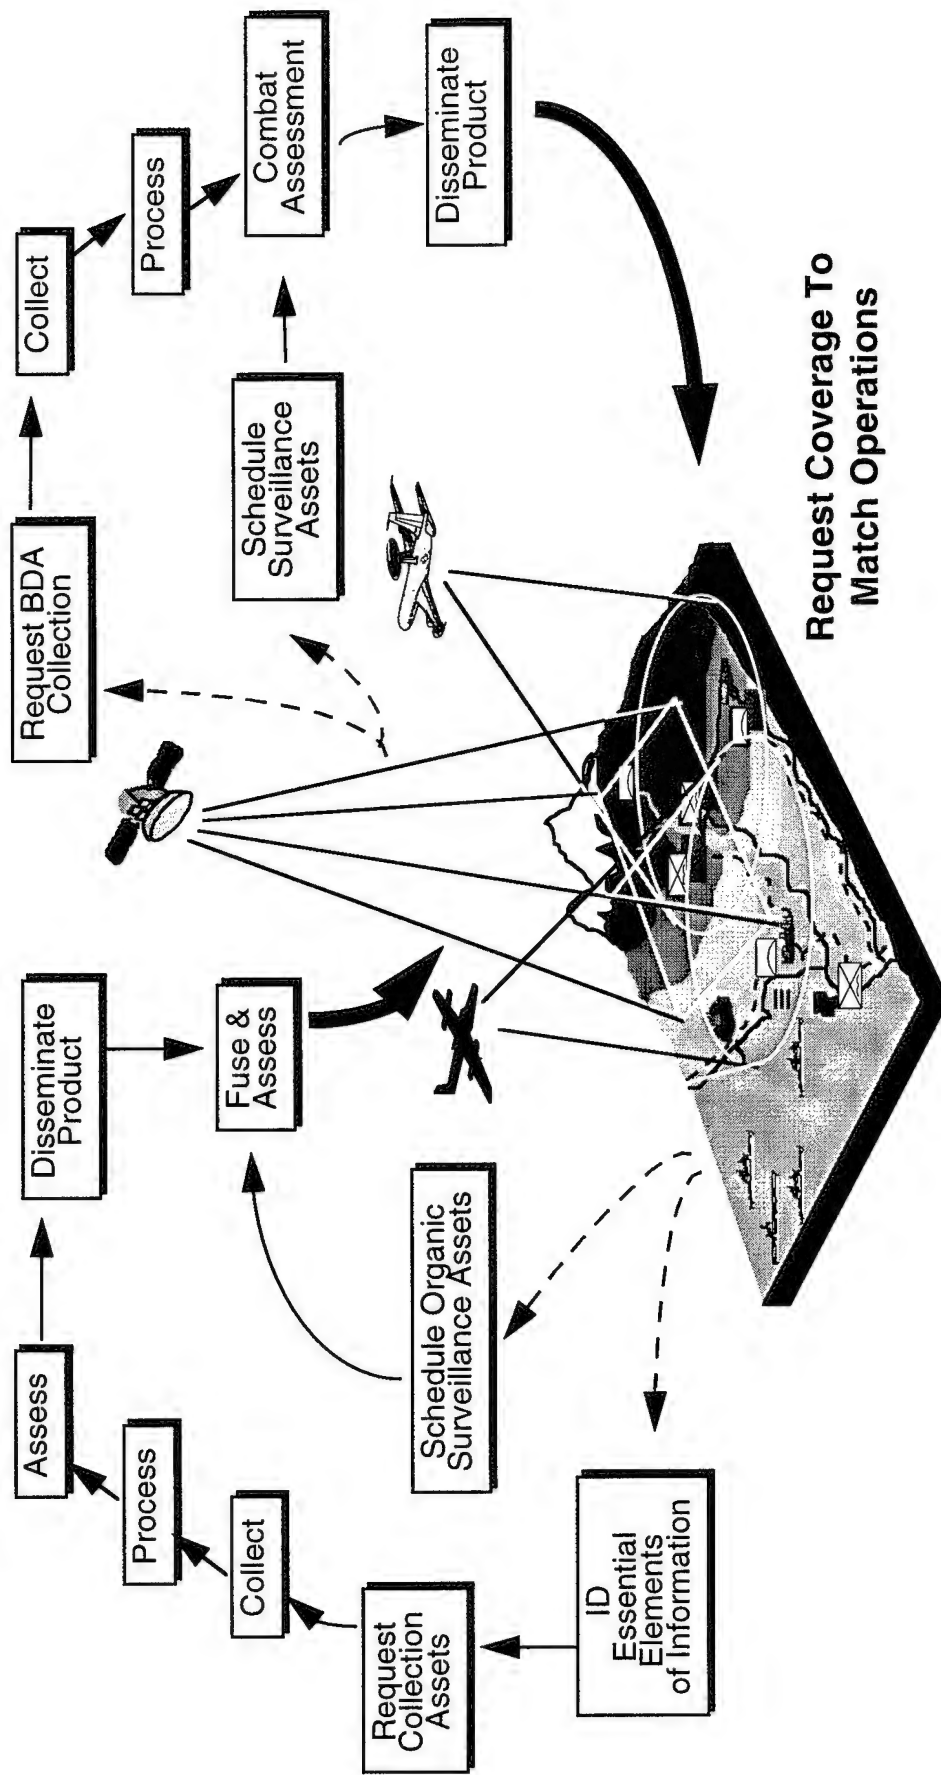 Assess
Disseminate
Product
Request BDA
Collection
Collect
Process
Process
Collect
Fuse &
Assess
Schedule
Surveillance
Assets
Combat
Assessment
Request
Collection
Assets
Schedule Organic
Surveillance Assets
Disseminate
Product
ID
Essential
Elements
of Information
Request Coverage To
Match Operations